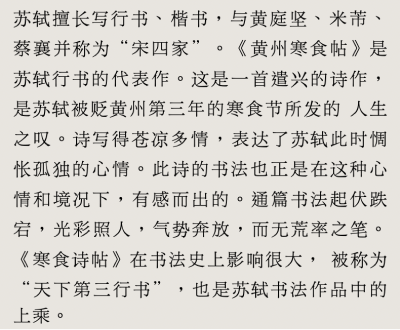 苏轼擅长写行书、楷书，与黄庭坚、米芾、
蔡襄并称为“宋四家”。《黄州寒食帖》是
苏轼行书的代表作。这是一首遣兴的诗作，
是苏轼被贬黄州第三年的寒食节所发的 人生
之叹。诗写得苍凉多情，表达了苏轼此时惆
怅孤独的心情。此诗的书法也正是在这种心
情和境况下，有感而出的。通篇书法起伏跌
宕，光彩照人，气势奔放，而无荒率之笔。
《寒食诗帖》在书法史上影响很大， 被称为
“天下第三行书”，也是苏轼书法作品中的
上乘。